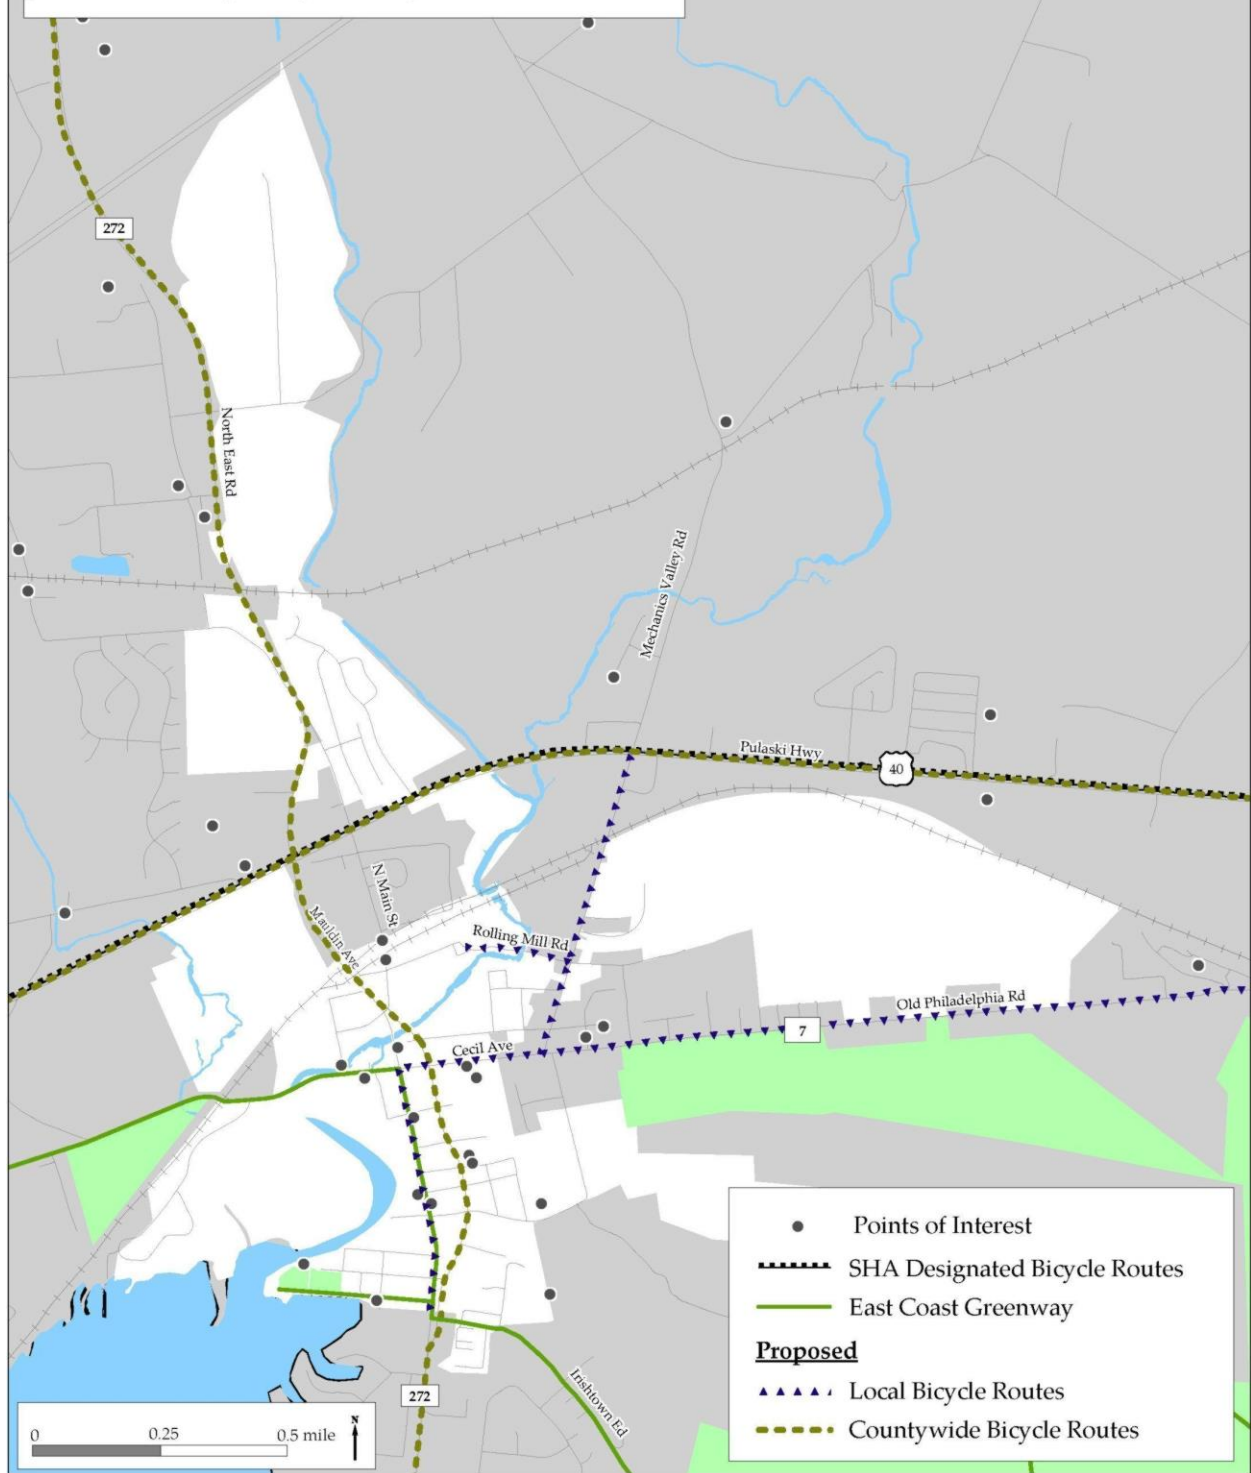 272
North East Rd
Mechanics Valley Rd
Pulaski Hwy
40
N Main St
Mauldin Ave
Rolling Mill Rd
Old Philadelphia Rd
7
Cecil Ave
Points of Interest
SHA Designated Bicycle Routes
East Coast Greenway
Proposed
Local Bicycle Routes
Countywide Bicycle Routes
272
Irishtown Ed
0 0.25 0.5 mile
N